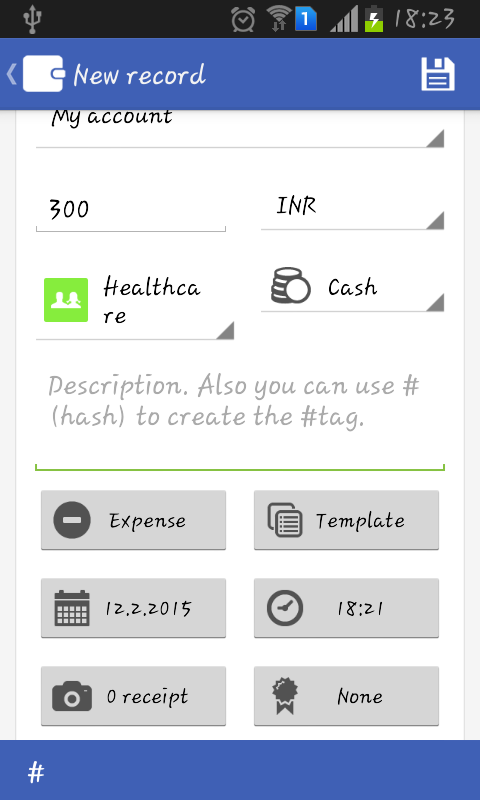 1
18:23
New record
My account
300
INR
Healthca
re
Cash
Description. Also you can use #
(hash) to create the #tag.
Expense
Template
12.2.2015
18:21
0 receipt
None
#